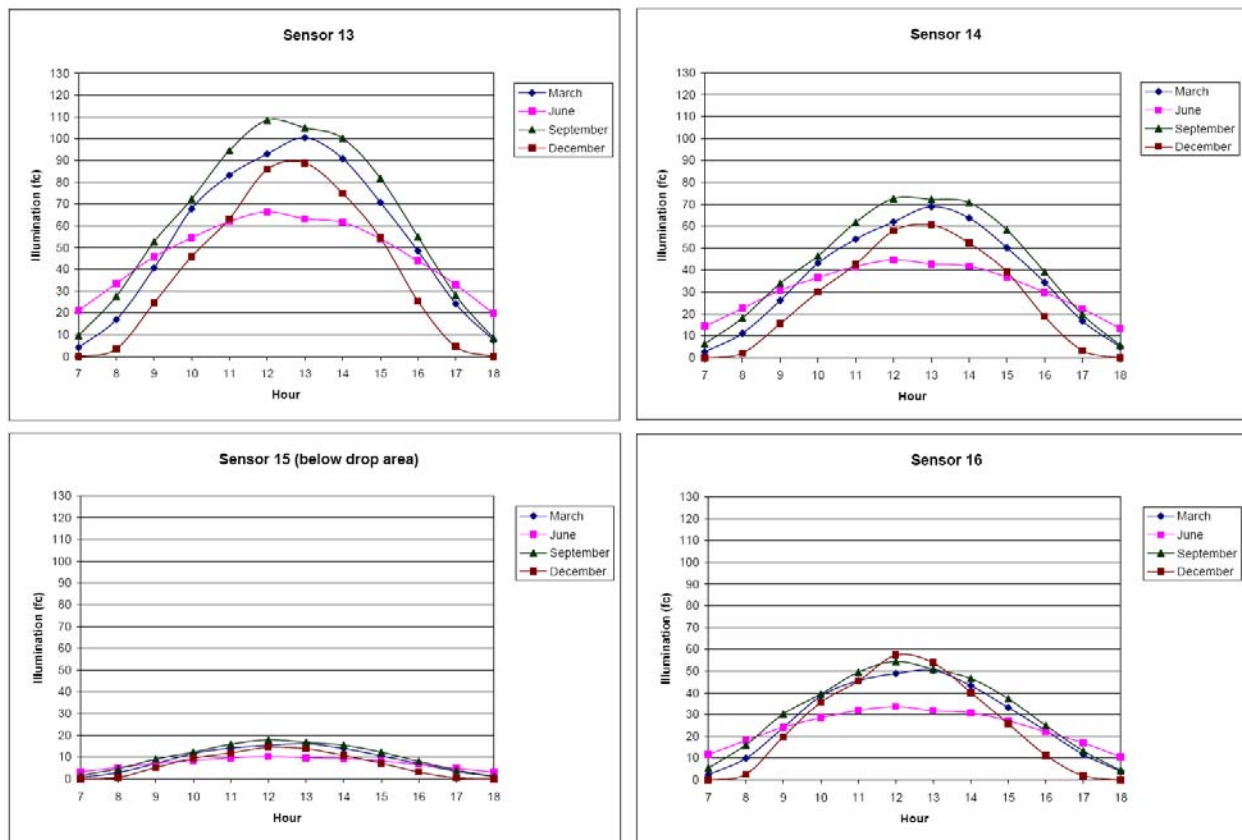 Sensor 13
130
120
110
100
90
80
70
60
50
40
30
20
10
0
Illumination (fc)
7 8 9 10 11 12 13 14 15 16 17 18
Hour
March
June
September
December
Sensor 14
130
120
110
100
90
80
70
60
50
40
30
20
10
0
Illumination (fc)
7 8 9 10 11 12 13 14 15 16 17 18
Hour
March
June
September
December
Sensor 15 (below drop area)
130
120
110
100
90
80
70
60
50
40
30
20
10
0
Illumination (fc)
7 8 9 10 11 12 13 14 15 16 17 18
Hour
March
June
September
December
Sensor 16
130
120
110
100
90
80
70
60
50
40
30
20
10
0
Illumination (fc)
7 8 9 10 11 12 13 14 15 16 17 18
Hour
March
June
September
December